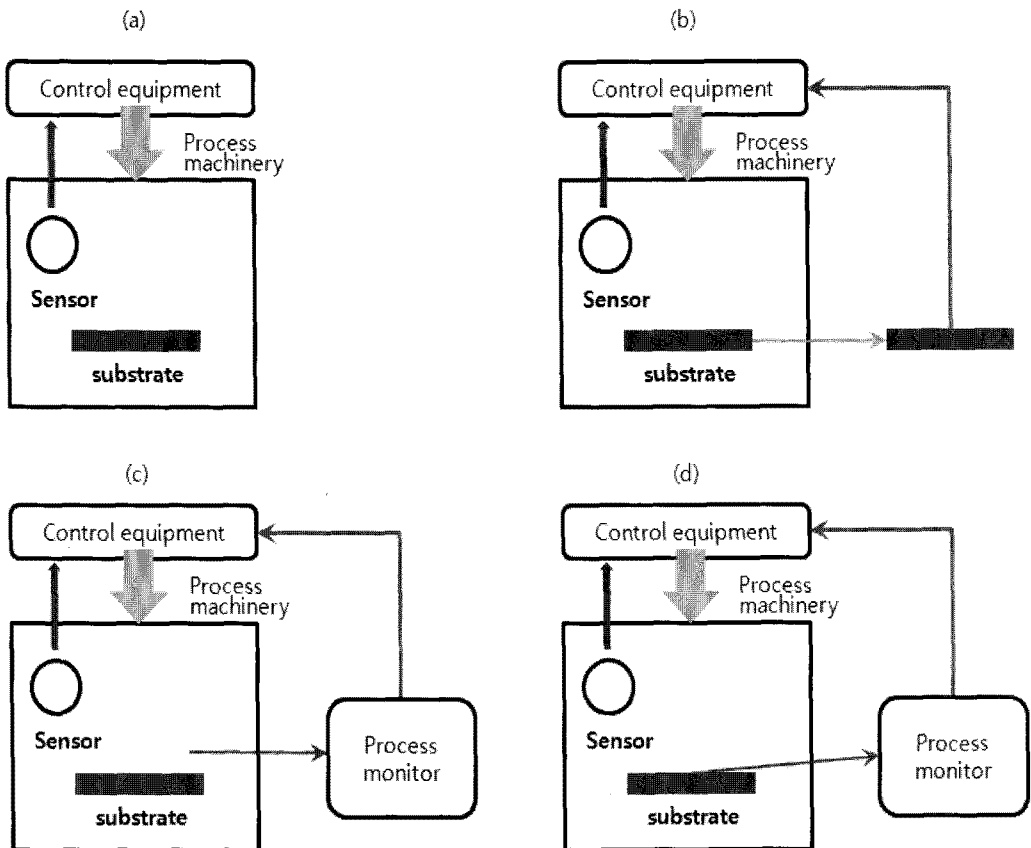 (a)
Control equipment
Process
machinery
Sensor
substrate
(b)
Control equipment
Process
machinery
Sensor
substrate
(c)
Control equipment
Process
machinery
Sensor
substrate
Process
monitor
(d)
Control equipment
Process
machinery
Sensor
substrate
Process
monitor